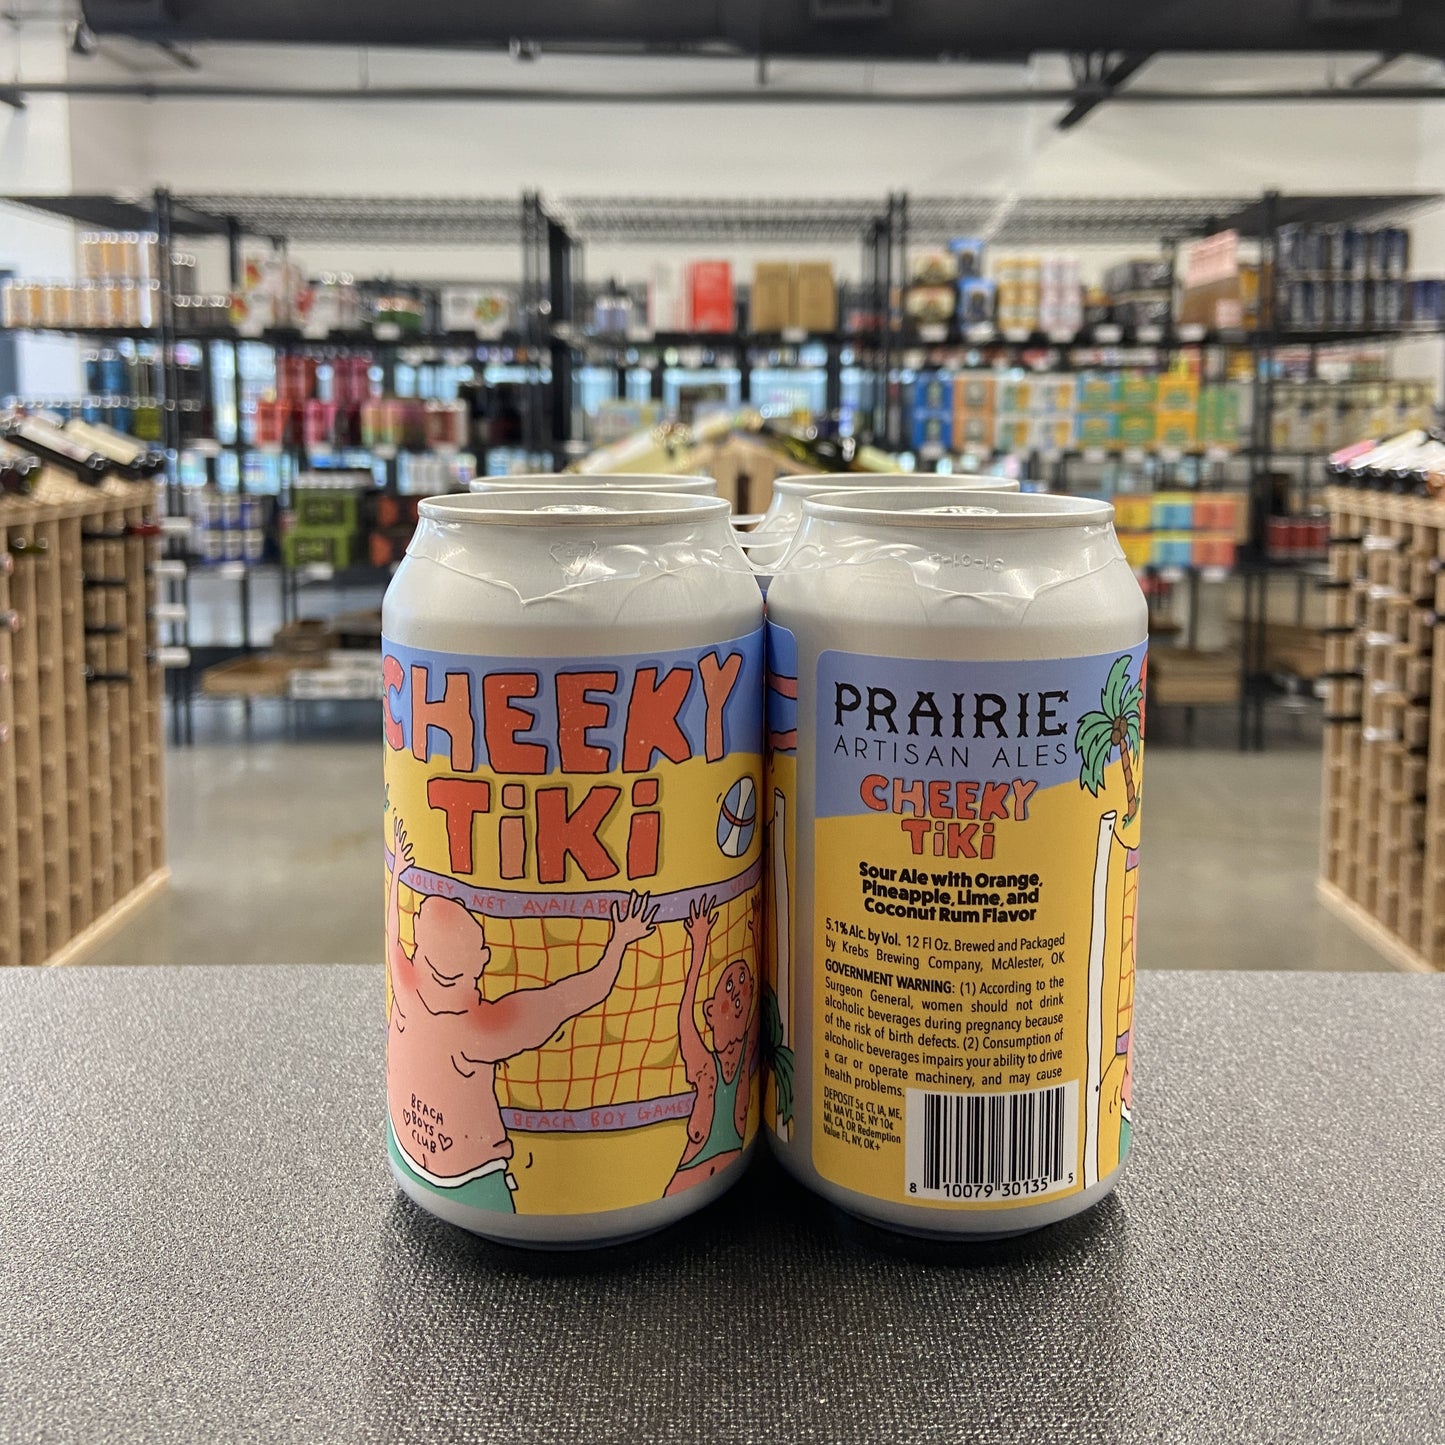 CHEEKY
TiKi
VOLLEY NET AVAILABLE
BEACH BOY GAMES
BEACH
BOYS
CLUB
PRAIRIE
ARTISAN ALES
CHEEKY
TiKi
Sour Ale with Orange,
Pineapple, Lime, and
Coconut Rum Flavor
5.1% Alc. by Vol. 12 Fl Oz. Brewed and Packaged
by Krebs Brewing Company, McAlester, OK
GOVERNMENT WARNING: (1) According to the
Surgeon General, women should not drink
alcoholic beverages during pregnancy because
of the risk of birth defects. (2) Consumption of
alcoholic beverages impairs your ability to drive
a car or operate machinery, and may cause
health problems.
DEPOSIT 5¢ CT, IA, ME,
HI, MA VT, DE, NY 10¢
MI, CA, OR Redemption
Value FL, NY, OK+
8 10079 30135 5